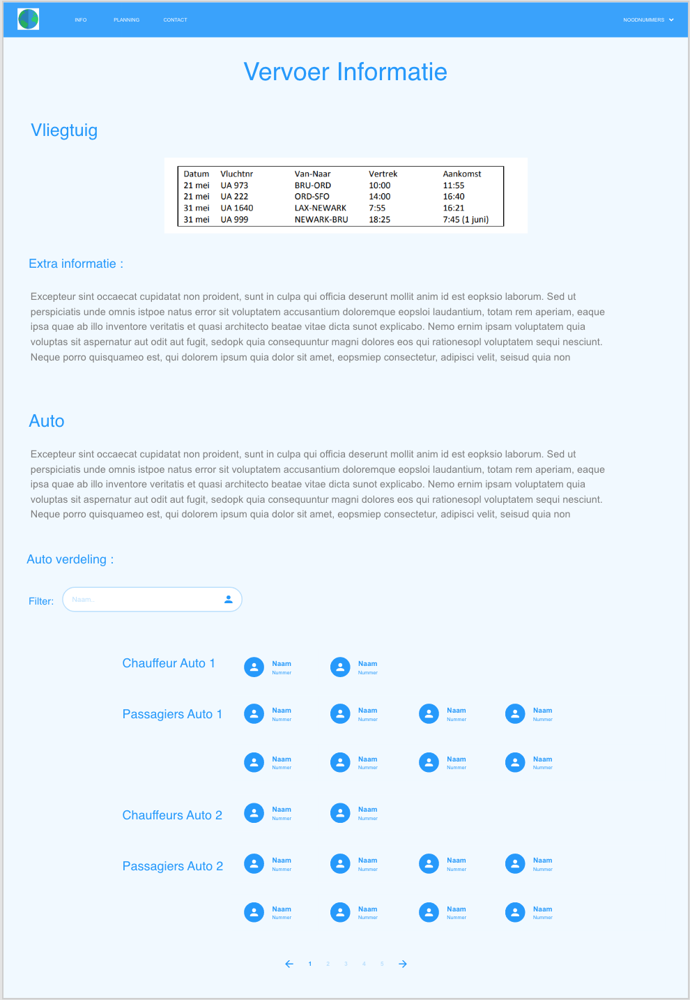 INFO PLANNING CONTACT NOODNUMMERS
Vervoer Informatie
Vliegtuig
Datum Vluchtnr Van-Naar Vertrek Aankomst
21 mei UA 973 BRU-ORD 10:00 11:55
21 mei UA 222 ORD-SFO 14:00 16:40
31 mei UA 1640 LAX-NEWARK 7:55 16:21
31 mei UA 999 NEWARK-BRU 18:25 7:45 (1 juni)
Extra informatie :
Excepteur sint occaecat cupidatat non proident, sunt in culpa qui officia deserunt mollit anim id est eopksio laborum. Sed ut
perspiciatis unde omnis istpoe natus error sit voluptatem accusantium doloremque eopsloi laudantium, totam rem aperiam, eaque
ipsa quae ab illo inventore veritatis et quasi architecto beatae vitae dicta sunot explicabo. Nemo ernim ipsam voluptatem quia
voluptas sit aspernatur aut odit aut fugit, sedopk quia consequuntur magni dolores eos qui rationesopl voluptatem sequi nesciunt.
Neque porro quisquameo est, qui dolorem ipsum quia dolor sit amet, eopsmiep consectetur, adipisci velit, seisud quia non
Auto
Excepteur sint occaecat cupidatat non proident, sunt in culpa qui officia deserunt mollit anim id est eopksio laborum. Sed ut
perspiciatis unde omnis istpoe natus error sit voluptatem accusantium doloremque eopsloi laudantium, totam rem aperiam, eaque
ipsa quae ab illo inventore veritatis et quasi architecto beatae vitae dicta sunot explicabo. Nemo ernim ipsam voluptatem quia
voluptas sit aspernatur aut odit aut fugit, sedopk quia consequuntur magni dolores eos qui rationesopl voluptatem sequi nesciunt.
Neque porro quisquameo est, qui dolorem ipsum quia dolor sit amet, eopsmiep consectetur, adipisci velit, seisud quia non
Auto verdeling :
Filter: Naam..
Chauffeur Auto 1 Naam Naam
Nummer Nummer
Passagiers Auto 1 Naam Naam Naam Naam
Nummer Nummer Nummer Nummer
Naam Naam Naam Naam
Nummer Nummer Nummer Nummer
Chauffeurs Auto 2 Naam Naam
Nummer Nummer
Passagiers Auto 2 Naam Naam Naam Naam
Nummer Nummer Nummer Nummer
Naam Naam Naam Naam
Nummer Nummer Nummer Nummer
1 2 3 4 5